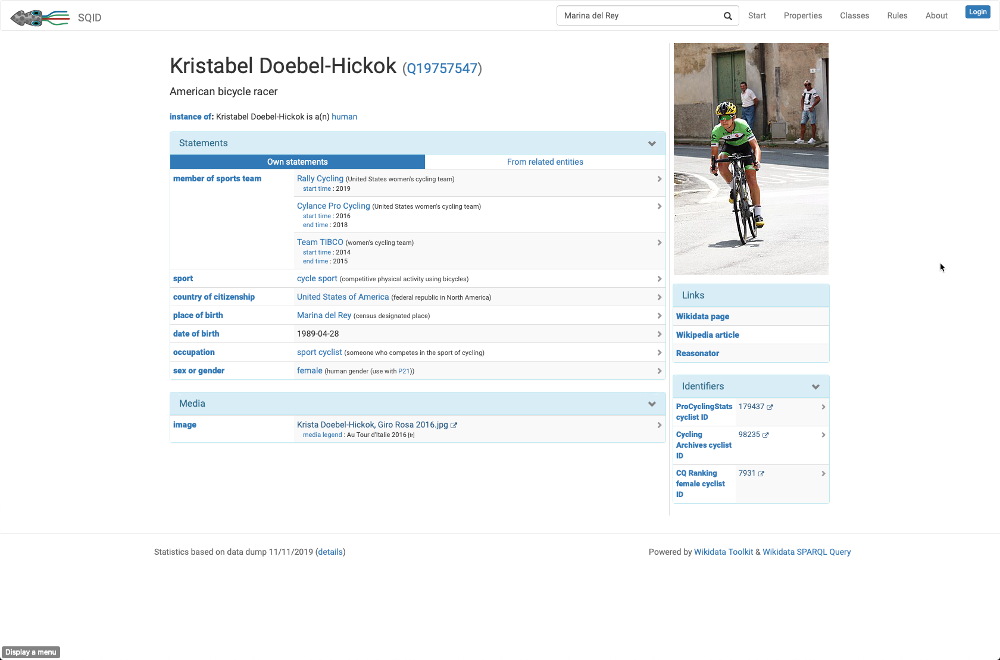 SQID
Marina del Rey
Start
Properties
Classes
Rules
About
Login
Kristabel Doebel-Hickok (Q19757547)
American bicycle racer
instance of: Kristabel Doebel-Hickok is a(n) human
Statements
Own statements
From related entities
member of sports team
Rally Cycling (United States women's cycling team)
start time : 2019
Cylance Pro Cycling (United States women's cycling team)
start time : 2016
end time : 2018
Team TIBCO (women's cycling team)
start time : 2014
end time : 2015
sport
cycle sport (competitive physical activity using bicycles)
country of citizenship
United States of America (federal republic in North America)
place of birth
Marina del Rey (census designated place)
date of birth
1989-04-28
occupation
sport cyclist (someone who competes in the sport of cycling)
sex or gender
female (human gender (use with P21))
Media
image
Krista Doebel-Hickok, Giro Rosa 2016.jpg
media legend : Au Tour d'Italie 2016 [fr]
Links
Wikidata page
Wikipedia article
Reasonator
Identifiers
ProCyclingStats
cyclist ID
179437
Cycling
Archives cyclist
ID
98235
CQ Ranking
female cyclist
ID
7931
Statistics based on data dump 11/11/2019 (details)
Powered by Wikidata Toolkit & Wikidata SPARQL Query
Display a menu